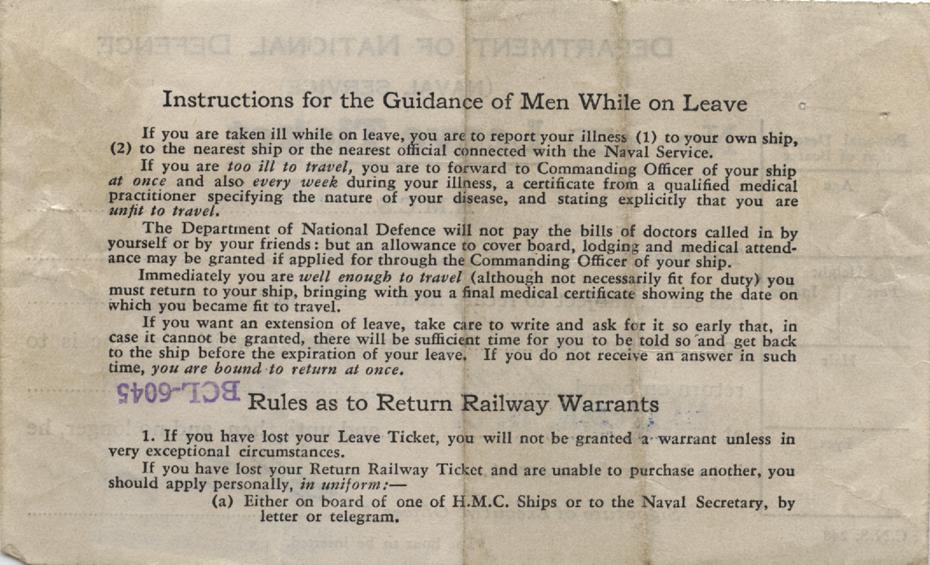 DEPARTMENT OF NATIONAL DEFENCE
Instructions for the Guidance of Men While on Leave
If you are taken ill while on leave, you are to report your illness (1) to your own ship,
(2) to the nearest ship or the nearest official connected with the Naval Service.
If you are too ill to travel, you are to forward to Commanding Officer of your ship
at once and also every week during your illness, a certificate from a qualified medical
practitioner specifying the nature of your disease, and stating explicitly that you are
unfit to travel.
The Department of National Defence will not pay the bills of doctors called in by
yourself or by your friends: but an allowance to cover board, lodging and medical attend-
ance may be granted if applied for through the Commanding Officer of your ship.
Immediately you are well enough to travel (although not necessarily fit for duty) you
must return to your ship, bringing with you a final medical certificate showing the date on
which you became fit to travel.
If you want an extension of leave, take care to write and ask for it so early that, in
case it cannot be granted, there will be sufficient time for you to be told so and get back
to the ship before the expiration of your leave. If you do not receive an answer in such
time, you are bound to return at once.
BCL-6045
Rules as to Return Railway Warrants
1. If you have lost your Leave Ticket, you will not be granted a warrant unless in
very exceptional circumstances.
If you have lost your Return Railway Ticket and are unable to purchase another, you
should apply personally, in uniform:—
(a) Either on board of one of H.M.C. Ships or to the Naval Secretary, by
letter or telegram.